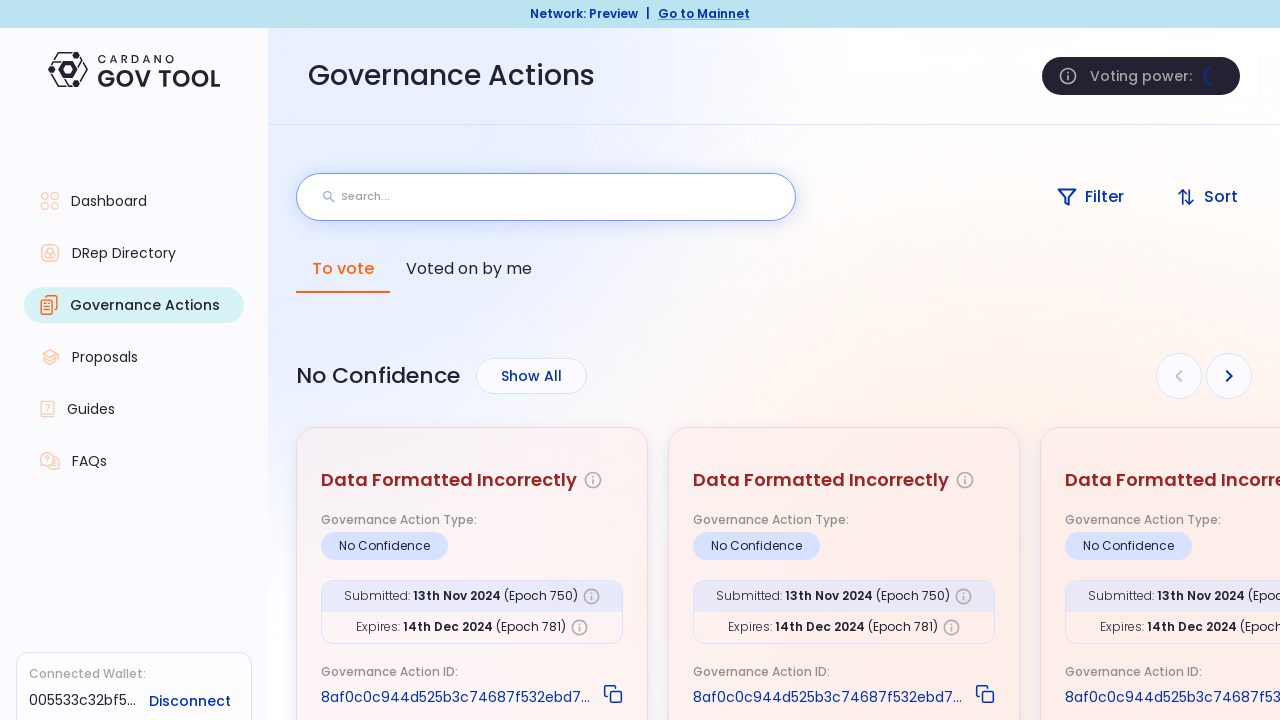 Network: Preview | Go to Mainnet
CARDANO
GOV TOOL
Governance Actions
Voting power:
Dashboard
DRep Directory
Governance Actions
Proposals
Guides
FAQs
Connected Wallet:
005533c32bf5...
Disconnect
Search...
Filter
Sort
To vote
Voted on by me
No Confidence
Show All
Data Formatted Incorrectly
Governance Action Type:
No Confidence
Submitted: 13th Nov 2024 (Epoch 750)
Expires: 14th Dec 2024 (Epoch 781)
Governance Action ID:
8af0c0c944d525b3c74687f532ebd7...
Data Formatted Incorrectly
Governance Action Type:
No Confidence
Submitted: 13th Nov 2024 (Epoch 750)
Expires: 14th Dec 2024 (Epoch 781)
Governance Action ID:
8af0c0c944d525b3c74687f532ebd7...
Data Formatted Incorre
Governance Action Type:
No Confidence
Submitted: 13th Nov 2024 (Epoc
Expires: 14th Dec 2024 (Epoch
Governance Action ID:
8af0c0c944d525b3c74687f53